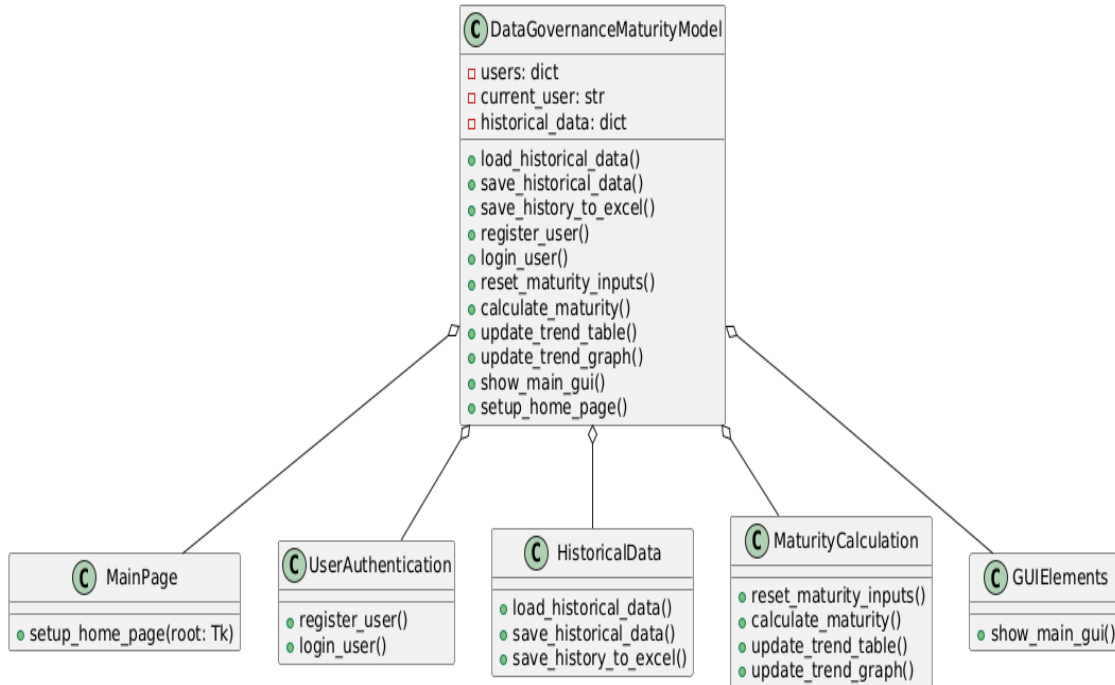 C DataGovernanceMaturityModel
users: dict
current_user: str
historical_data: dict
load_historical_data()
save_historical_data()
save_history_to_excel()
register_user()
login_user()
reset_maturity_inputs()
calculate_maturity()
update_trend_table()
update_trend_graph()
show_main_gui()
setup_home_page()
C MainPage
setup_home_page(root: Tk)
C UserAuthentication
register_user()
login_user()
C HistoricalData
load_historical_data()
save_historical_data()
save_history_to_excel()
C MaturityCalculation
reset_maturity_inputs()
calculate_maturity()
update_trend_table()
update_trend_graph()
C GUIElements
show_main_gui()